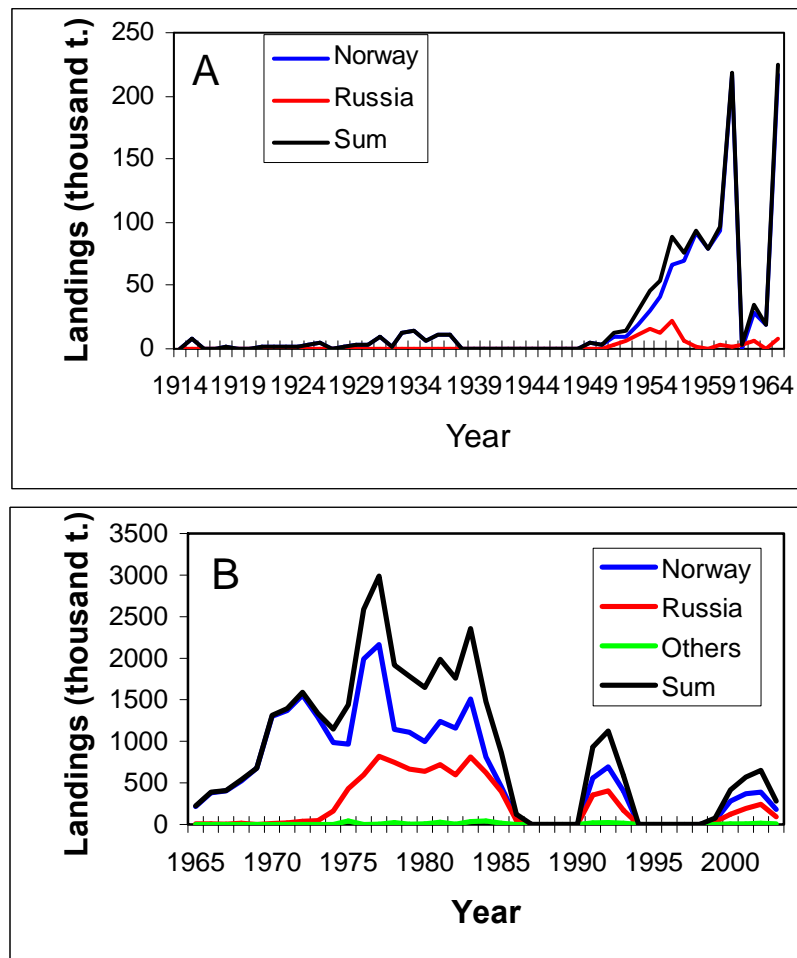 A
Norway
Russia
Sum
Landings (thousand t.)
250
200
150
100
50
0
1914 1919 1924 1929 1934 1939 1944 1949 1954 1959 1964
Year
B
Norway
Russia
Others
Sum
Landings (thousand t.)
3500
3000
2500
2000
1500
1000
500
0
1965 1970 1975 1980 1985 1990 1995 2000
Year